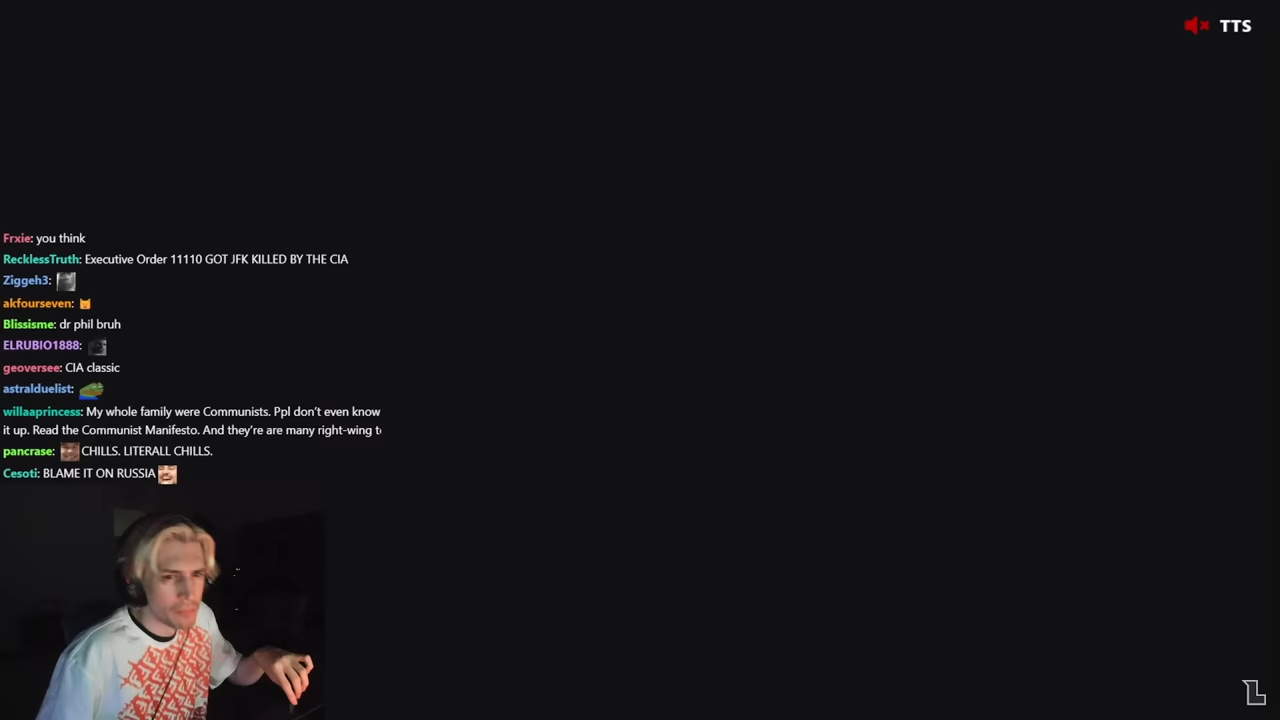 TTS
Frxie: you think
RecklessTruth: Executive Order 11110 GOT JFK KILLED BY THE CIA
Ziggeh3:
akfourseven:
Blissisme: dr phil bruh
ELRUBIO1888:
geoversee: CIA classic
astralduelist:
willaaprincess: My whole family were Communists. Ppl don't even know
it up. Read the Communist Manifesto. And they're are many right-wing
pancrase: CHILLS. LITERALL CHILLS.
Cesoti: BLAME IT ON RUSSIA